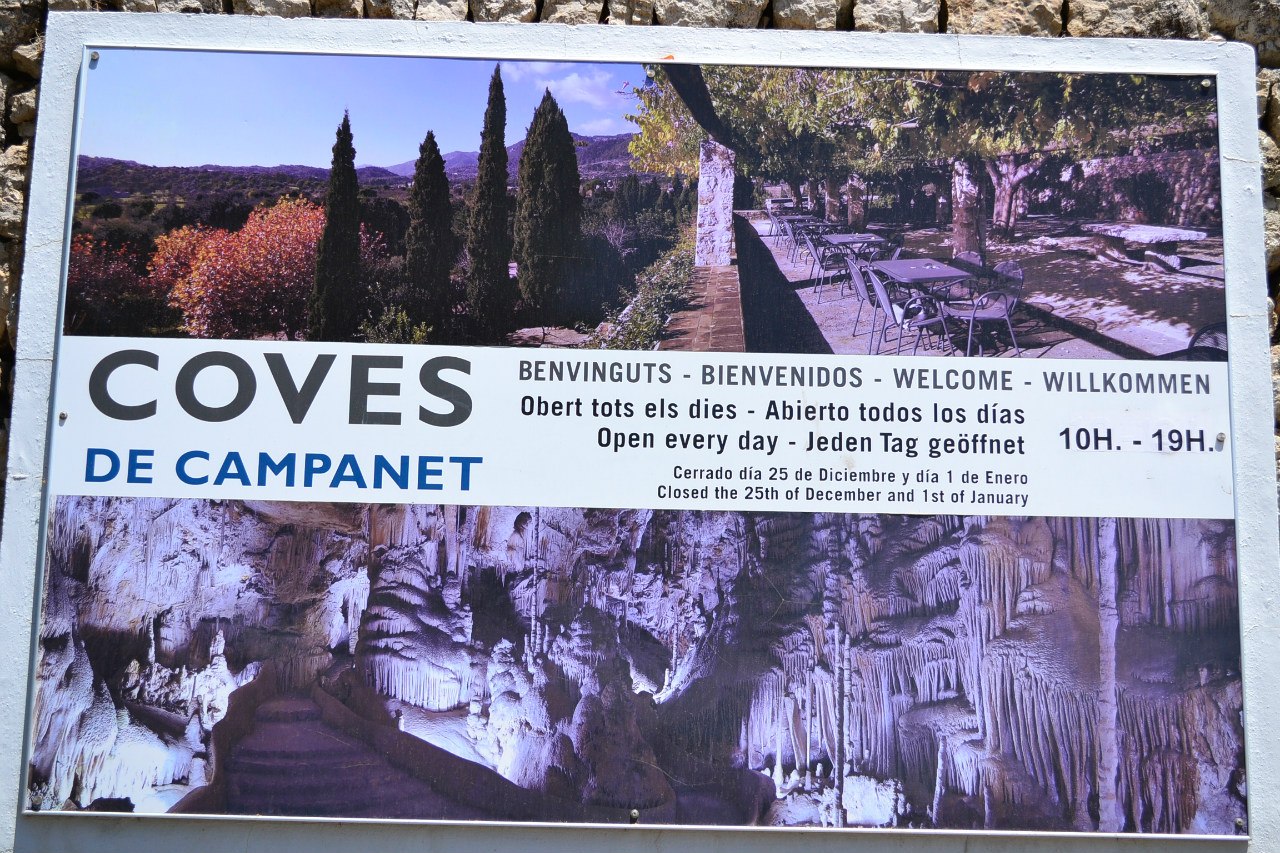 COVES
DE CAMPANET
BENVINGUTS - BIENVENIDOS - WELCOME - WILLKOMMEN
Obert tots els dies - Abierto todos los días
Open every day - Jeden Tag geöffnet
10H. - 19H.
Cerrado día 25 de Diciembre y día 1 de Enero
Closed the 25th of December and 1st of January